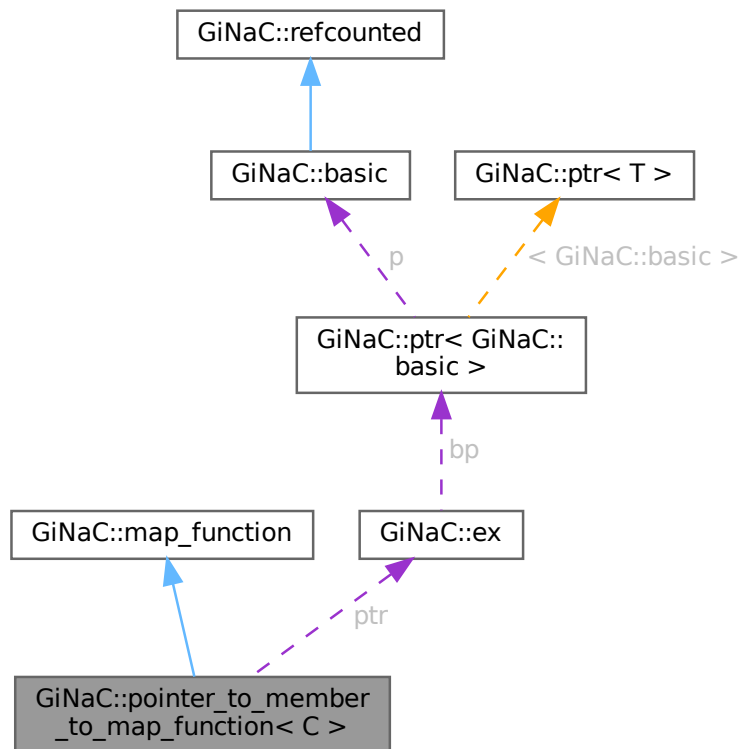 GiNaC::refcounted
GiNaC::basic
GiNaC::ptr< T >
p
< GiNaC::basic >
GiNaC::ptr< GiNaC::
basic >
bp
GiNaC::map_function
GiNaC::ex
ptr
GiNaC::pointer_to_member
_to_map_function< C >